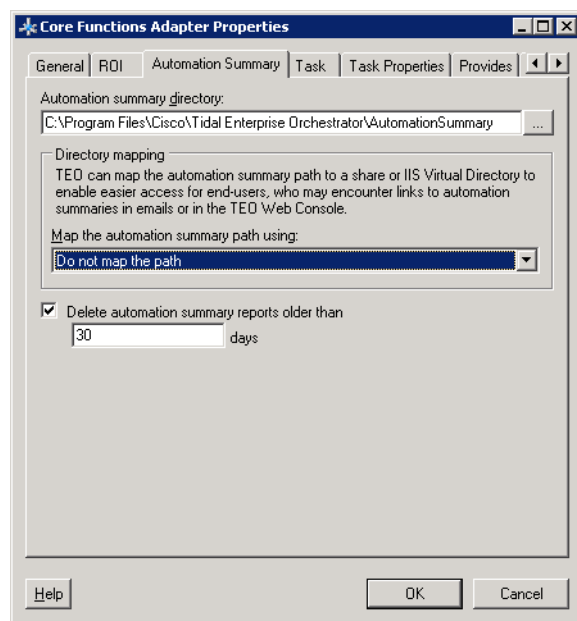 Core Functions Adapter Properties
General ROI Automation Summary Task Task Properties Provides
Automation summary directory:
C:\Program Files\Cisco\Tidal Enterprise Orchestrator\AutomationSummary ...
Directory mapping
TEO can map the automation summary path to a share or IIS Virtual Directory to
enable easier access for end-users, who may encounter links to automation
summaries in emails or in the TEO Web Console.
Map the automation summary path using:
Do not map the path
Delete automation summary reports older than
30 days
Help OK Cancel